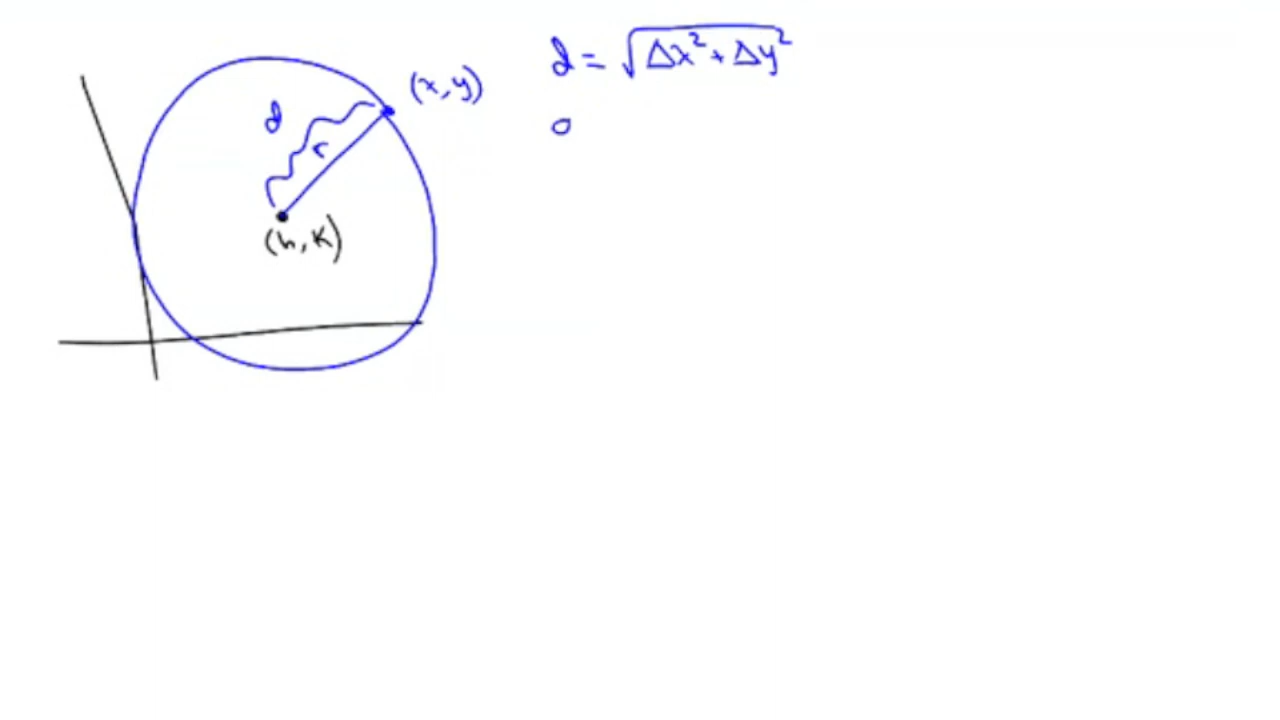 d = √(Δx² + Δy²)
(x, y)
d
r
(h, k)